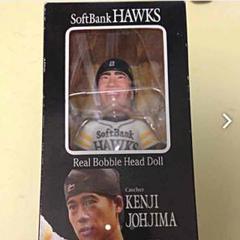 SoftBank HAWKS
SoftBank
HAWKS
Real Bobble Head Doll
Catcher
KENJI
JOHJIMA